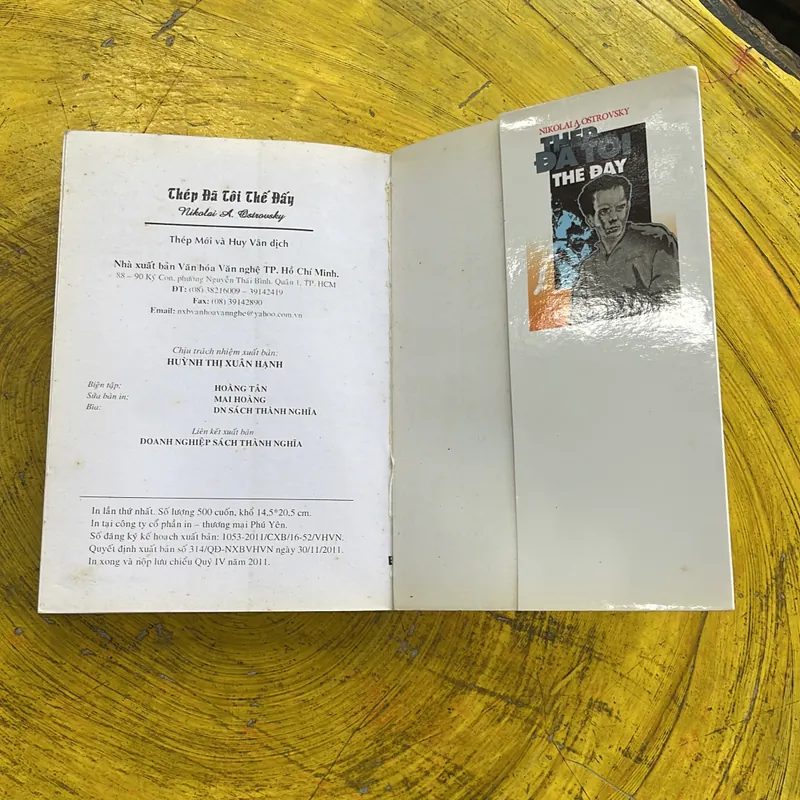 Thép Đã Tôi Thế Đấy
Nikolai A. Ostrovsky
Thép Mới và Huy Vân dịch
Nhà xuất bản Văn hóa Văn nghệ TP. Hồ Chí Minh.
88 – 90 Ký Con, phường Nguyễn Thái Bình, Quận 1, TP. HCM
ĐT: (08) 38216009 – 39142419
Fax: (08) 39142890
Email: nxbvanhoavannghe@yahoo.com.vn
Chịu trách nhiệm xuất bản:
HUỲNH THỊ XUÂN HẠNH
Biên tập: HOÀNG TÂN
Sửa bản in: MAI HOÀNG
Bìa: DN SÁCH THÀNH NGHĨA
Liên kết xuất bản
DOANH NGHIỆP SÁCH THÀNH NGHĨA
In lần thứ nhất. Số lượng 500 cuốn, khổ 14,5*20,5 cm.
In tại công ty cổ phần in – thương mại Phú Yên.
Số đăng ký kế hoạch xuất bản: 1053-2011/CXB/16-52/VHVN.
Quyết định xuất bản số 314/QĐ-NXBVHVN ngày 30/11/2011.
In xong và nộp lưu chiểu Quý IV năm 2011.
NIKOLAI A OSTROVSKY
THÉP
ĐÃ TÔI
THẾ ĐẤY